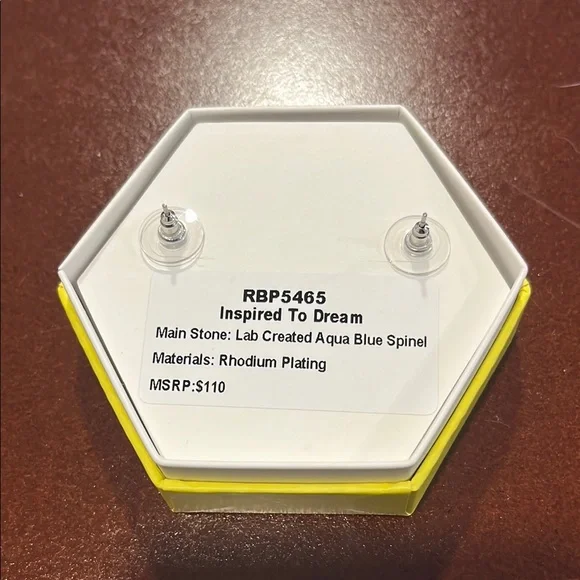 RBP5465
Inspired To Dream
Main Stone: Lab Created Aqua Blue Spinel
Materials: Rhodium Plating
MSRP:$110